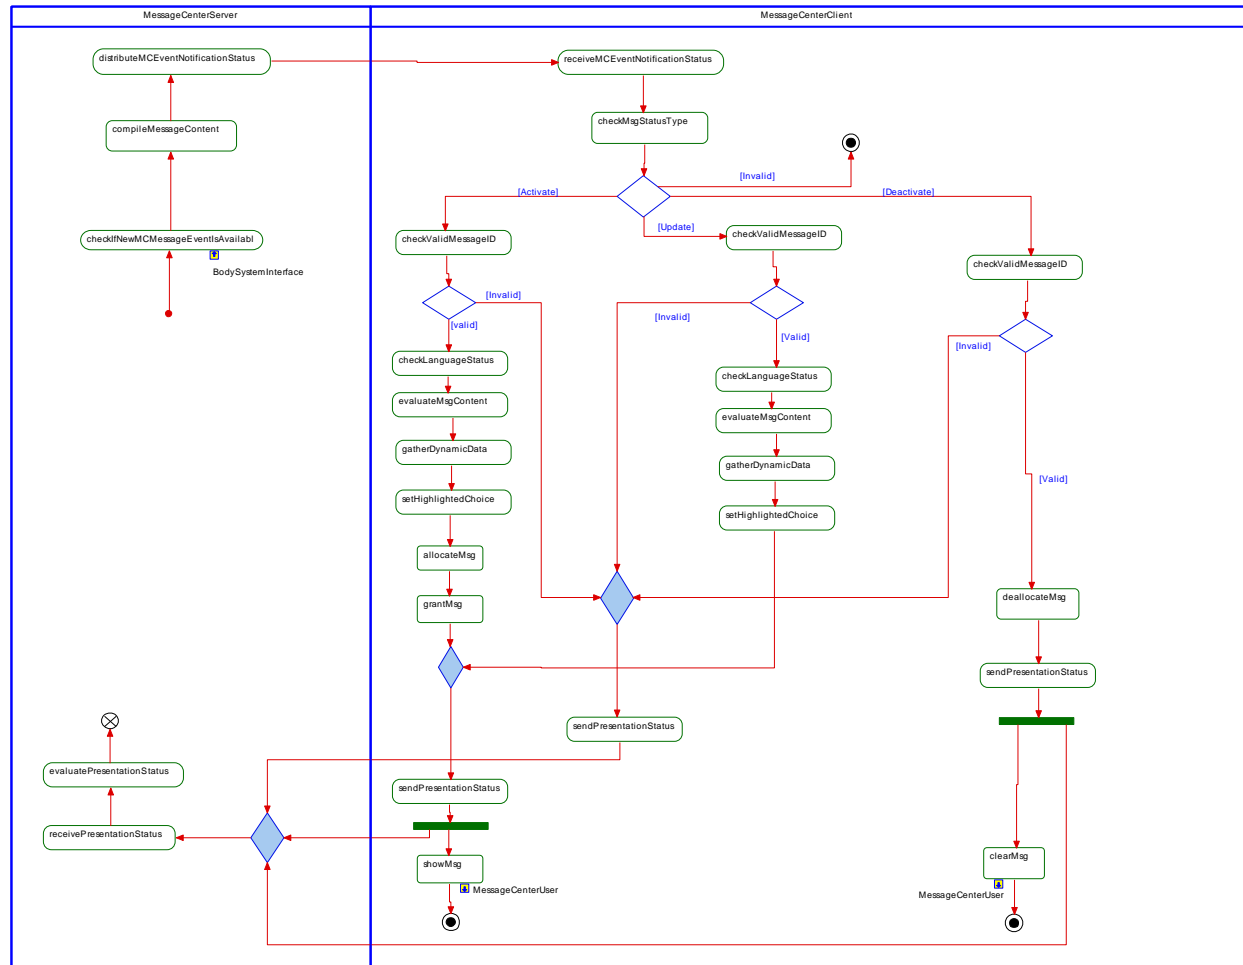 MessageCenterServer
MessageCenterClient
distributeMCEventNotificationStatus
receiveMCEventNotificationStatus
compileMessageContent
checkMsgStatusType
[Invalid]
[Activate]
[Deactivate]
[Update]
checkIfNewMCMessageEventIsAvailabl
BodySystemInterface
checkValidMessageID
checkValidMessageID
checkValidMessageID
[Invalid]
[valid]
[Invalid]
[Valid]
[Invalid]
checkLanguageStatus
checkLanguageStatus
evaluateMsgContent
evaluateMsgContent
gatherDynamicData
gatherDynamicData
[Valid]
setHighlightedChoice
setHighlightedChoice
allocateMsg
grantMsg
deallocateMsg
sendPresentationStatus
sendPresentationStatus
evaluatePresentationStatus
sendPresentationStatus
receivePresentationStatus
showMsg
MessageCenterUser
clearMsg
MessageCenterUser